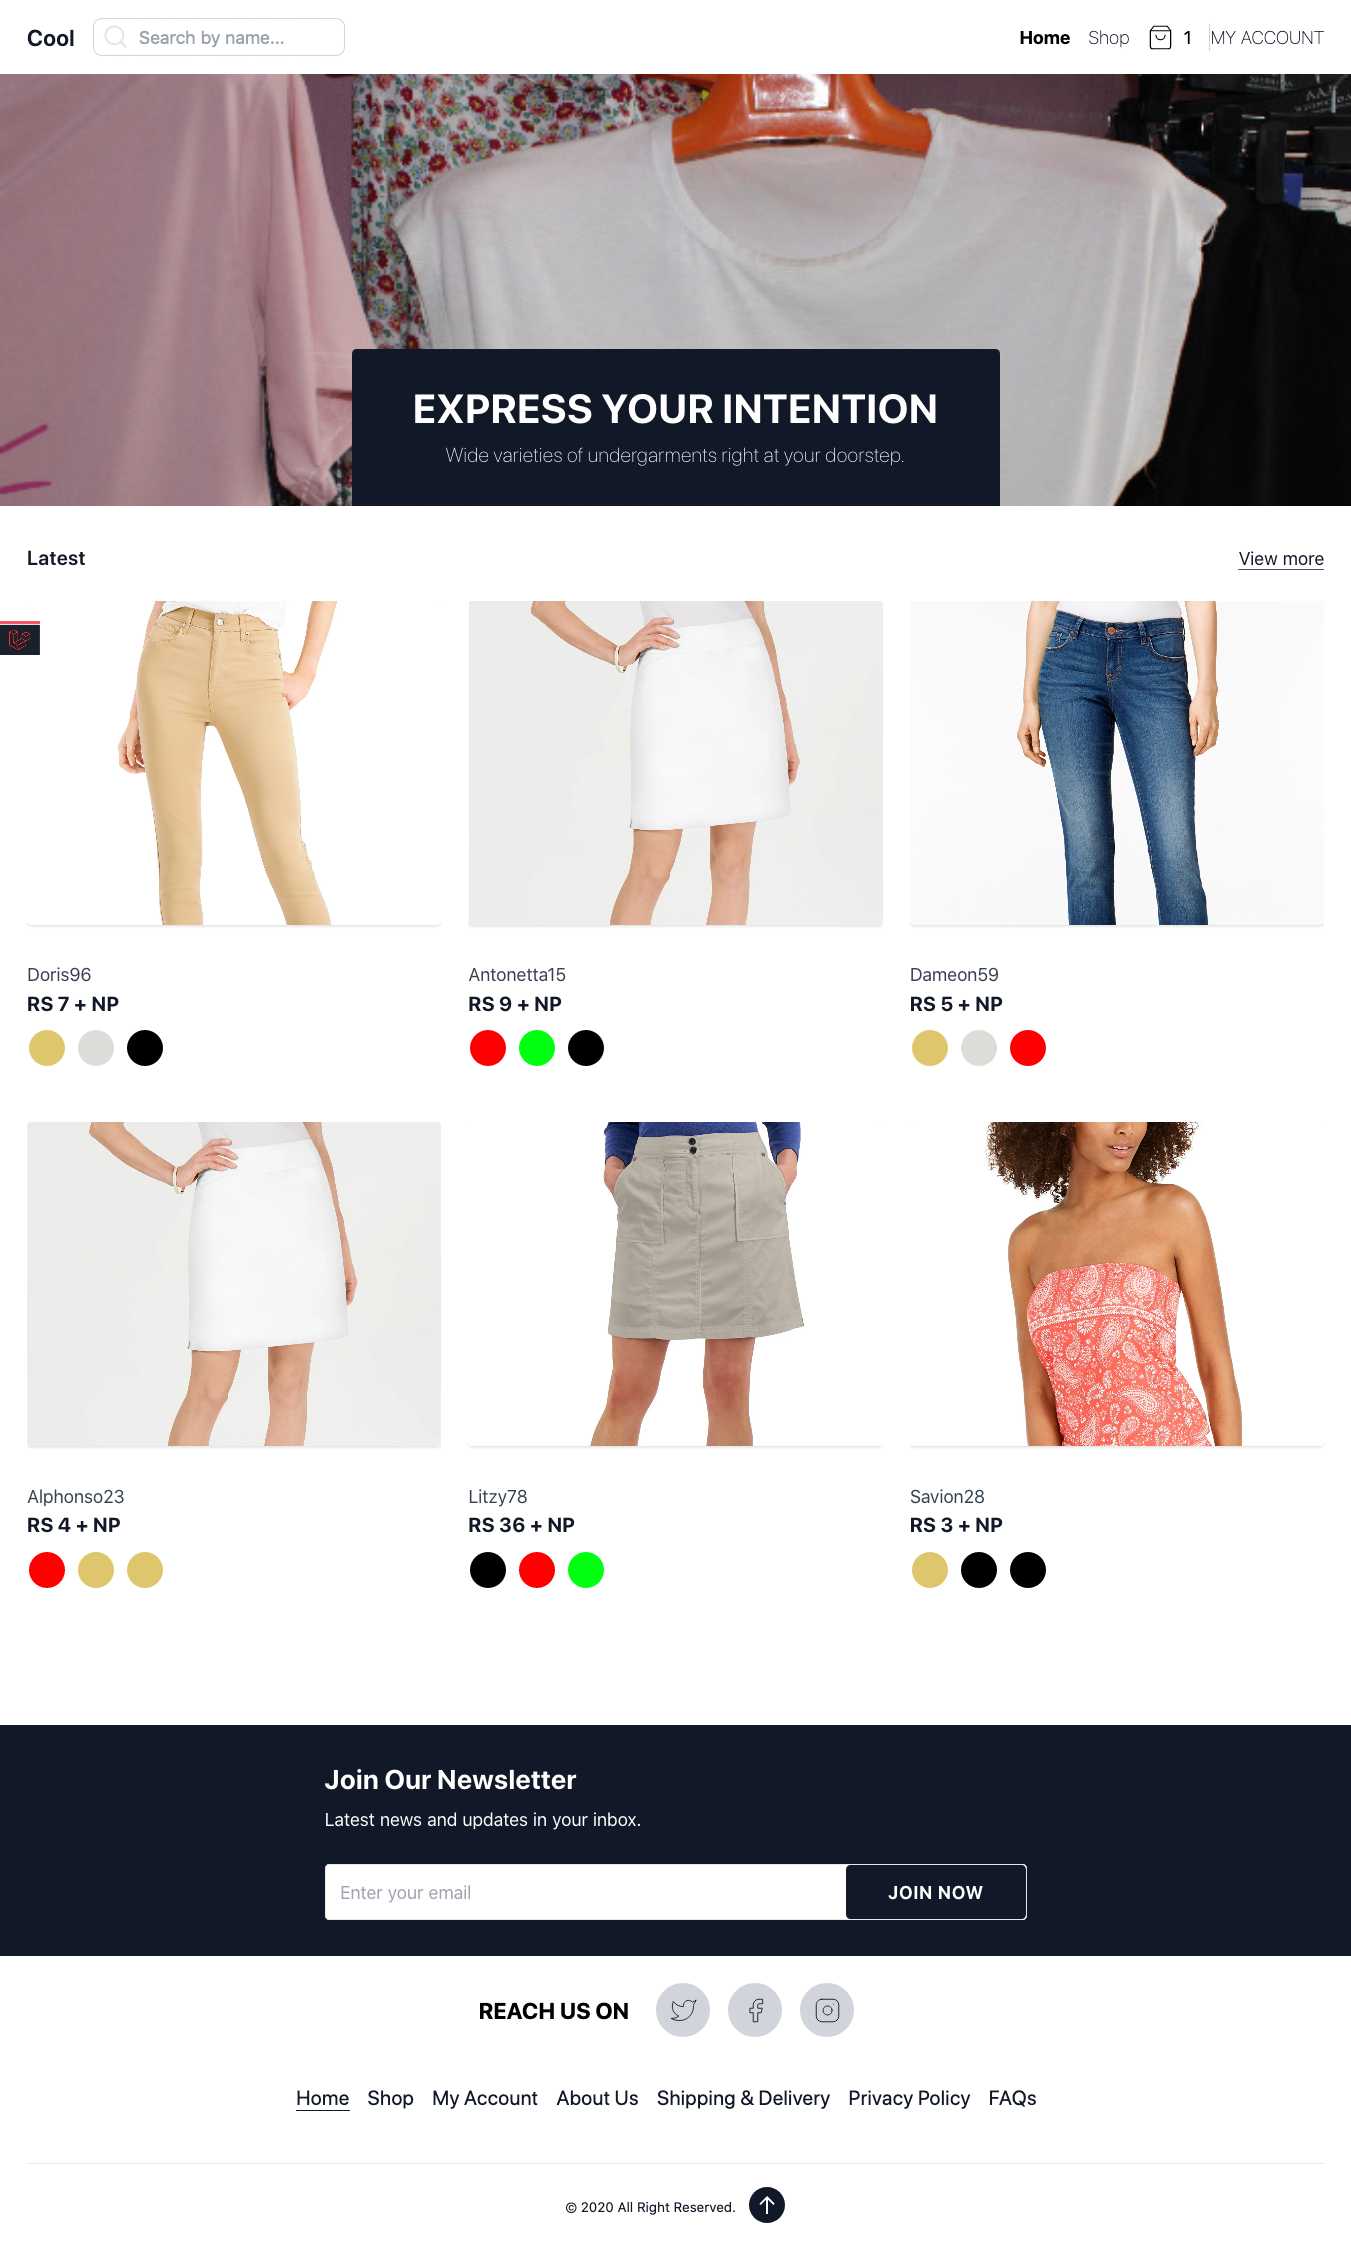 Cool
Search by name...
Home
Shop
1
MY ACCOUNT
EXPRESS YOUR INTENTION
Wide varieties of undergarments right at your doorstep.
Latest
View more
Doris96
RS 7 + NP
Antonetta15
RS 9 + NP
Dameon59
RS 5 + NP
Alphonso23
RS 4 + NP
Litzy78
RS 36 + NP
Savion28
RS 3 + NP
Join Our Newsletter
Latest news and updates in your inbox.
Enter your email
JOIN NOW
REACH US ON
Home Shop My Account About Us Shipping & Delivery Privacy Policy FAQs
© 2020 All Right Reserved.